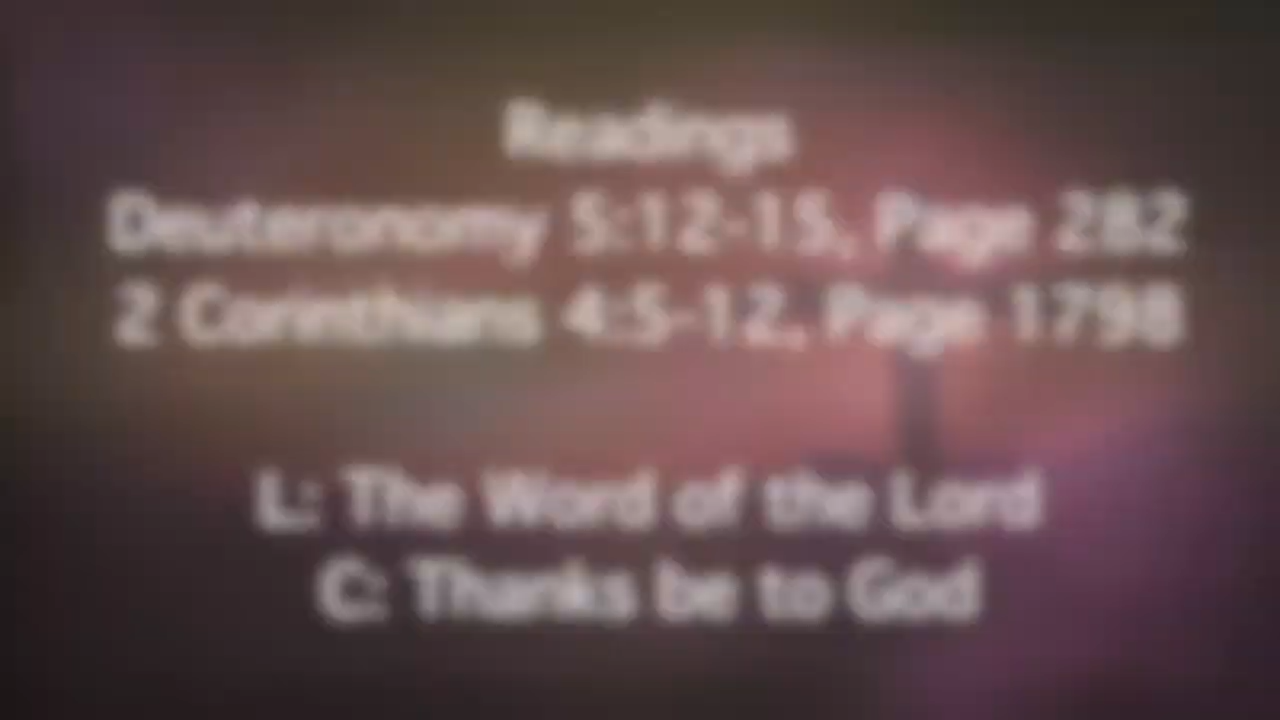 Readings
Deuteronomy 5:12-15, Page 282
2 Corinthians 4:5-12, Page 1798
L: The Word of the Lord
C: Thanks be to God